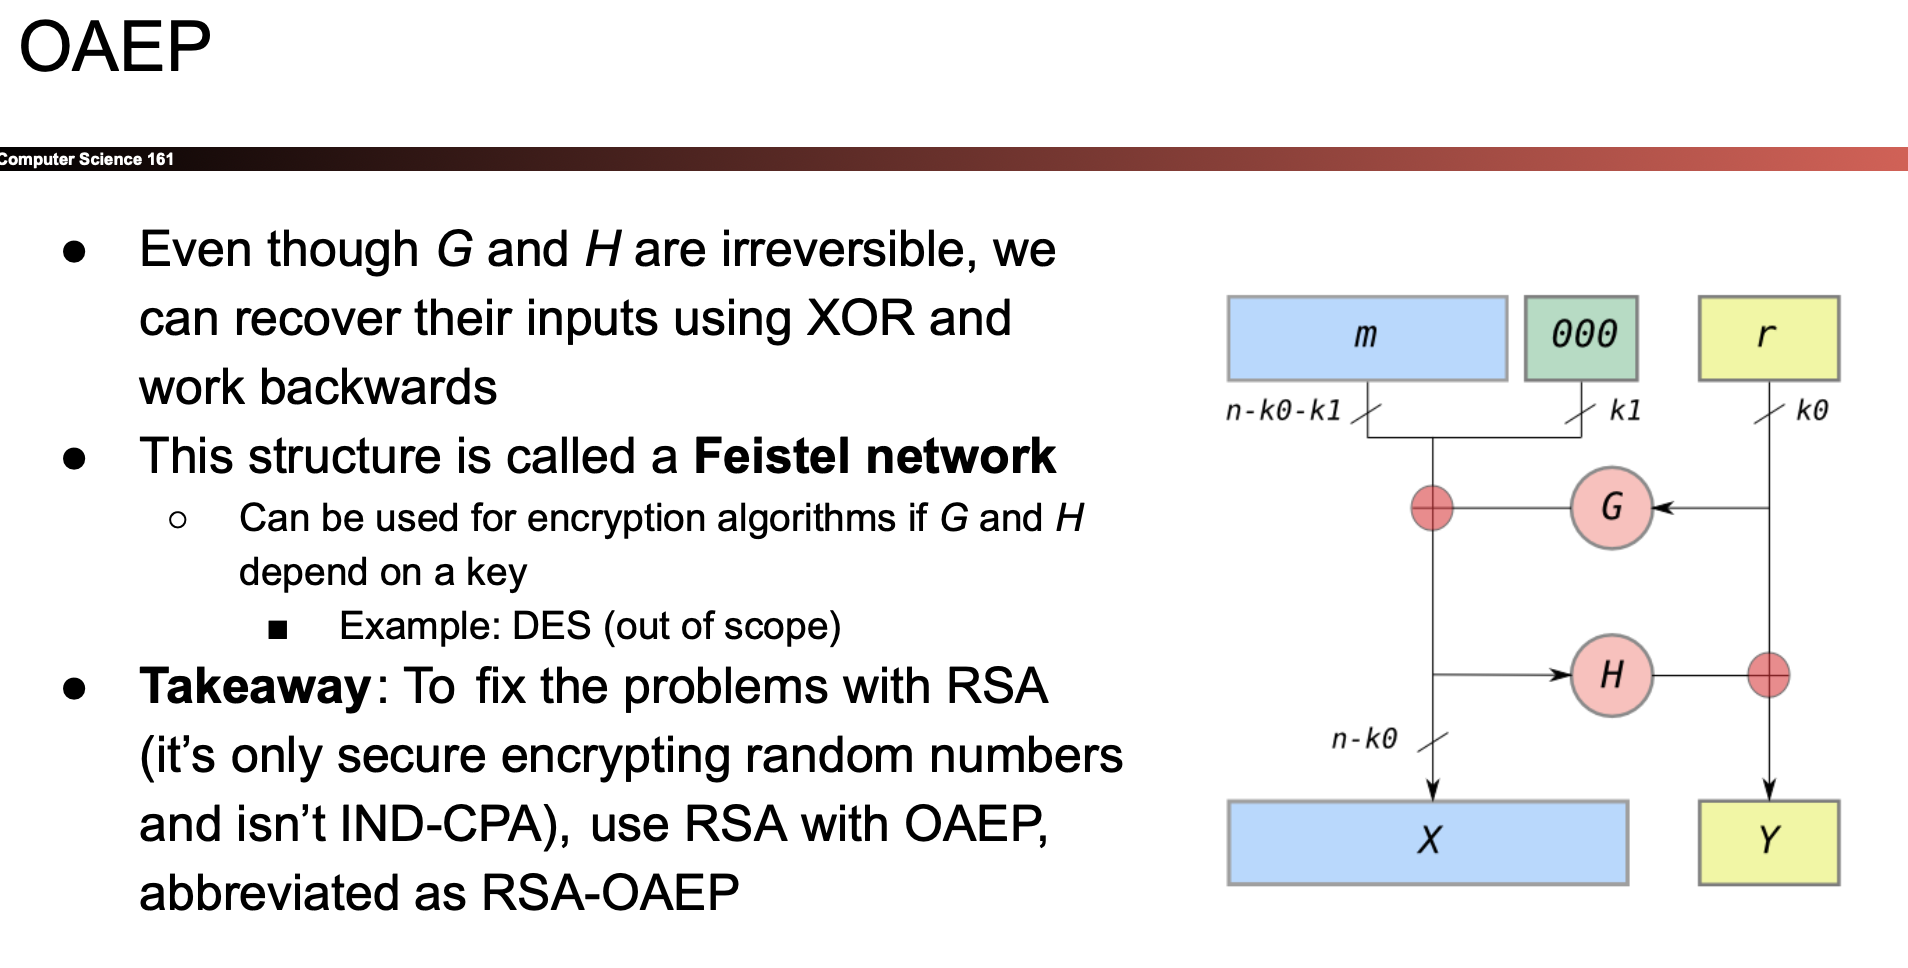 OAEP
Computer Science 161
● Even though G and H are irreversible, we
can recover their inputs using XOR and
work backwards
● This structure is called a Feistel network
○ Can be used for encryption algorithms if G and H
depend on a key
■ Example: DES (out of scope)
● Takeaway: To fix the problems with RSA
(it’s only secure encrypting random numbers
and isn’t IND-CPA), use RSA with OAEP,
abbreviated as RSA-OAEP
m 000 r
n-k0-k1 k1 k0
G
H
n-k0
X Y